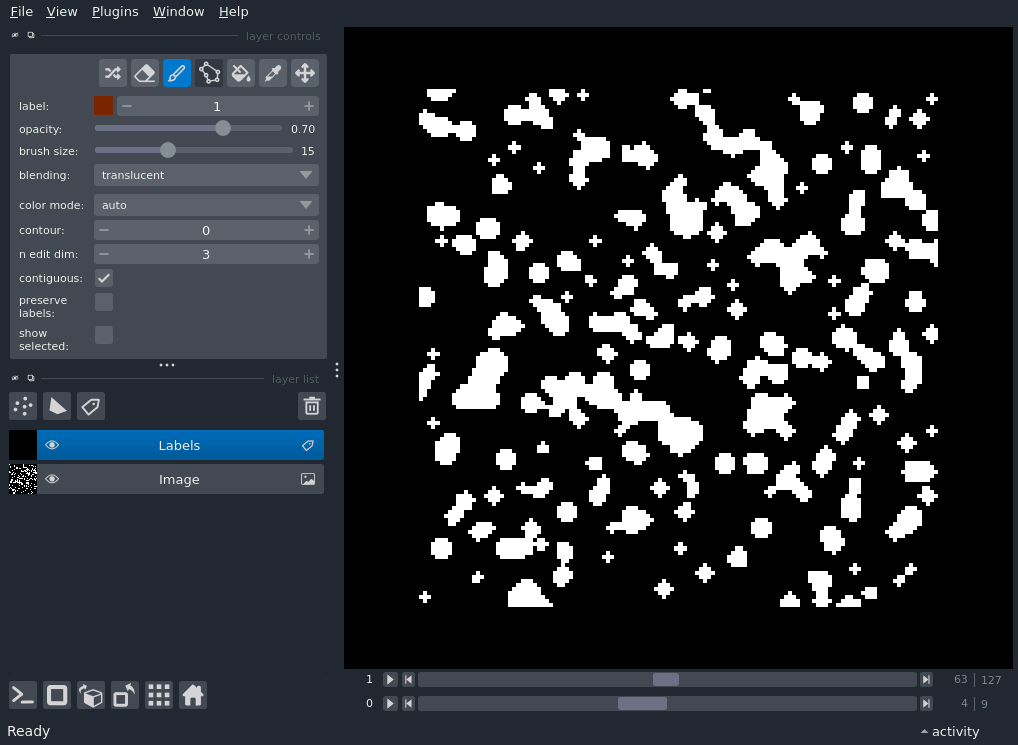 File View Plugins Window Help
layer controls
label: 1
opacity: 0.70
brush size: 15
blending: translucent
color mode: auto
contour: 0
n edit dim: 3
contiguous:
preserve
labels:
show
selected:
layer list
Labels
Image
1 63 127
0 4 9
Ready activity